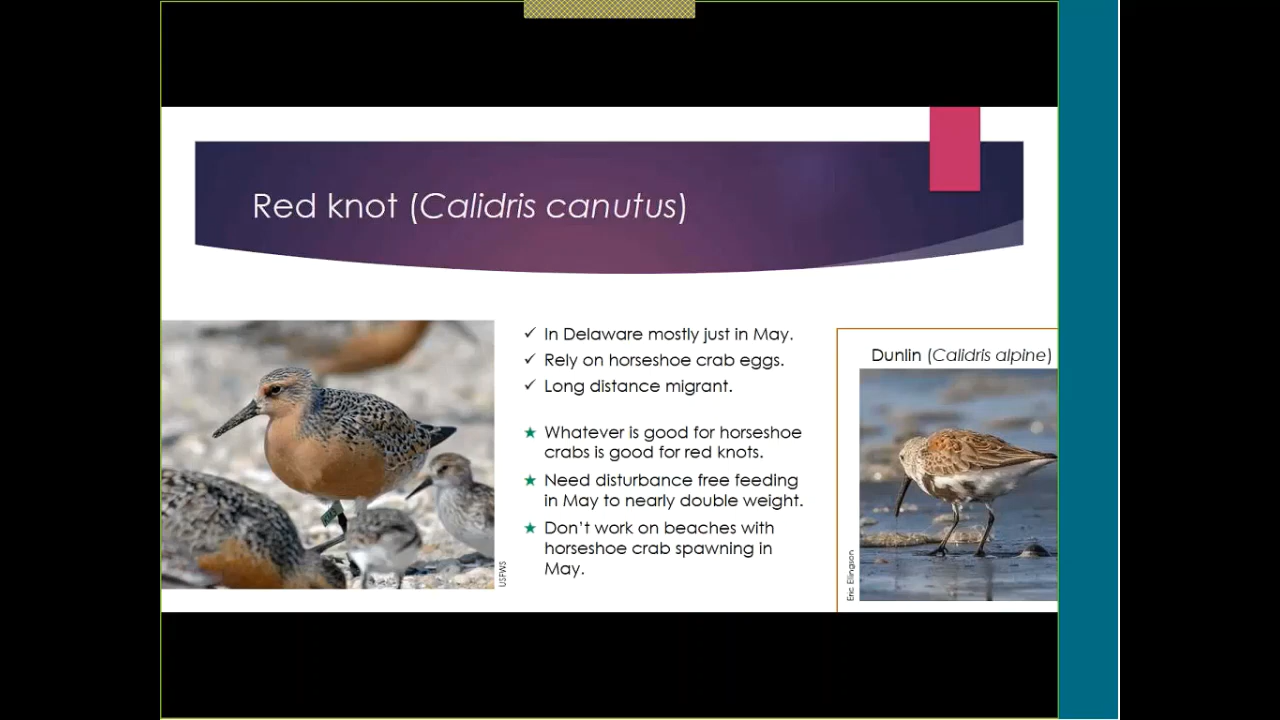 Red knot (Calidris canutus)
In Delaware mostly just in May.
Rely on horseshoe crab eggs.
Long distance migrant.
Whatever is good for horseshoe
crabs is good for red knots.
Need disturbance free feeding
in May to nearly double weight.
Don't work on beaches with
horseshoe crab spawning in
May.
USFWS
Dunlin (Calidris alpine)
Eric Ellingson